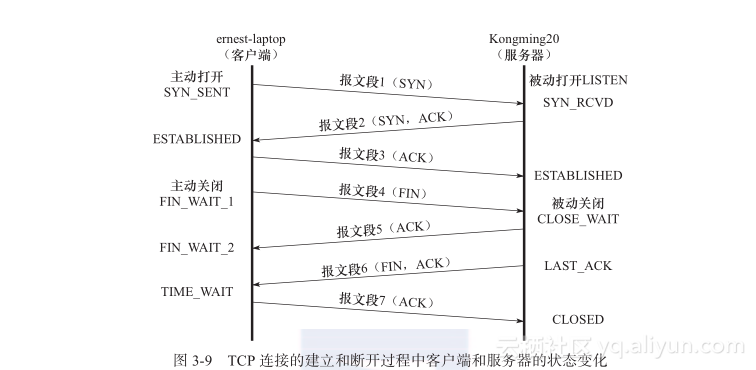 ernest-laptop
（客户端）
Kongming20
（服务器）
主动打开
SYN_SENT
报文段1（SYN）
被动打开LISTEN
SYN_RCVD
报文段2（SYN，ACK）
ESTABLISHED
报文段3（ACK）
ESTABLISHED
主动关闭
FIN_WAIT_1
报文段4（FIN）
被动关闭
CLOSE_WAIT
报文段5（ACK）
FIN_WAIT_2
报文段6（FIN，ACK）
LAST_ACK
TIME_WAIT
报文段7（ACK）
CLOSED
云栖社区 yq.aliyun.com
图 3-9 TCP 连接的建立和断开过程中客户端和服务器的状态变化